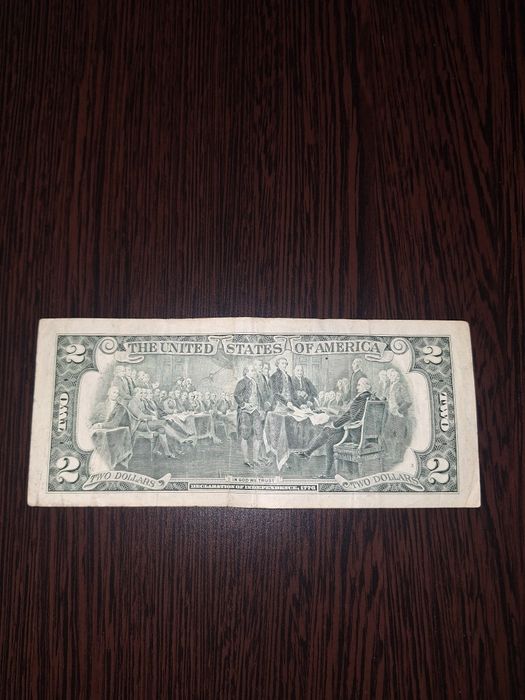 THE UNITED STATES OF AMERICA
2 2
TWO TWO
2 2
TWO DOLLARS TWO DOLLARS
IN GOD WE TRUST
DECLARATION OF INDEPENDENCE, 1776